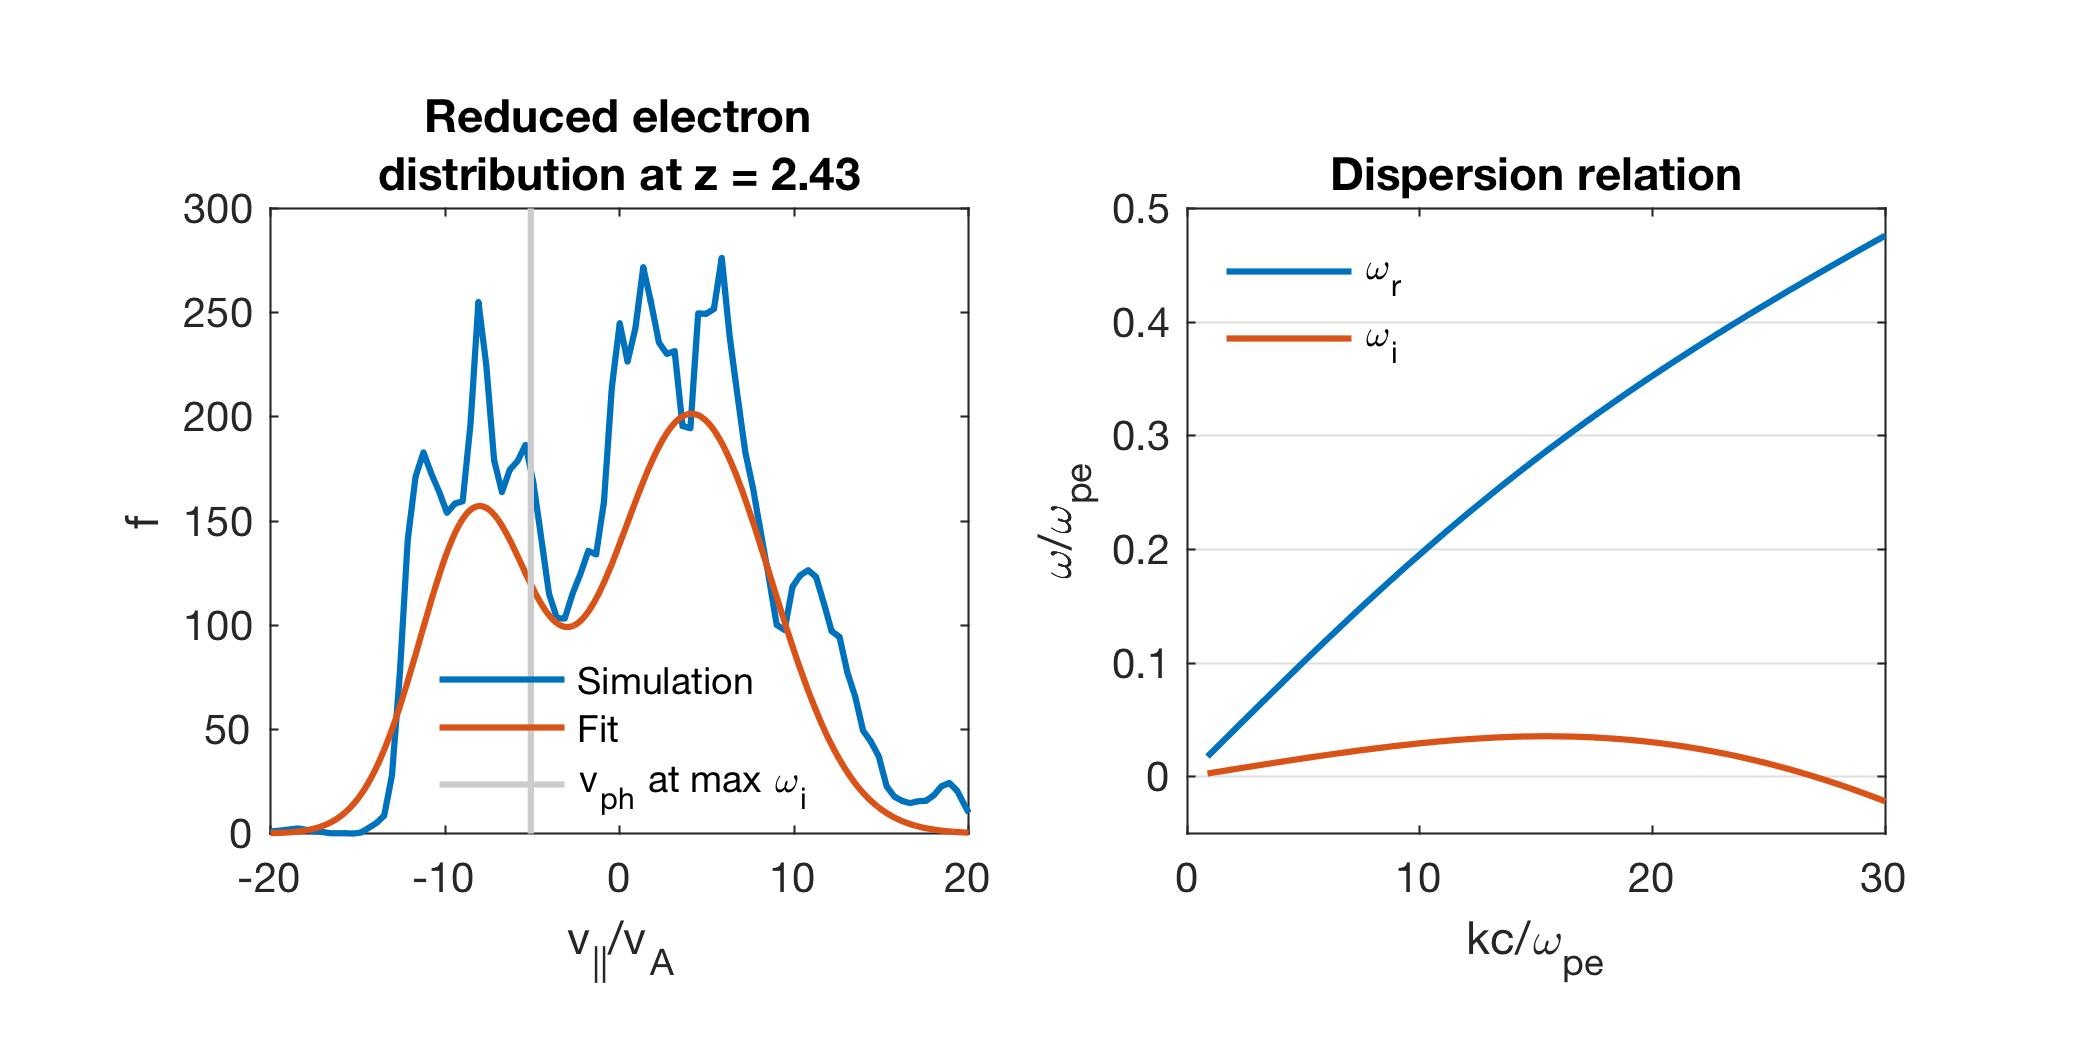 Reduced electron
distribution at z = 2.43
300
250
200
150
100
50
0
f
-20 -10 0 10 20
v||/vA
Simulation
Fit
vph at max ωi
Dispersion relation
0.5
0.4
0.3
0.2
0.1
0
ω/ωpe
0 10 20 30
kc/ωpe
ωr
ωi